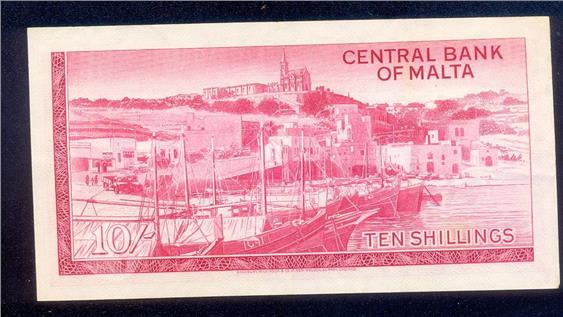 CENTRAL BANK
OF MALTA
10/-
TEN SHILLINGS